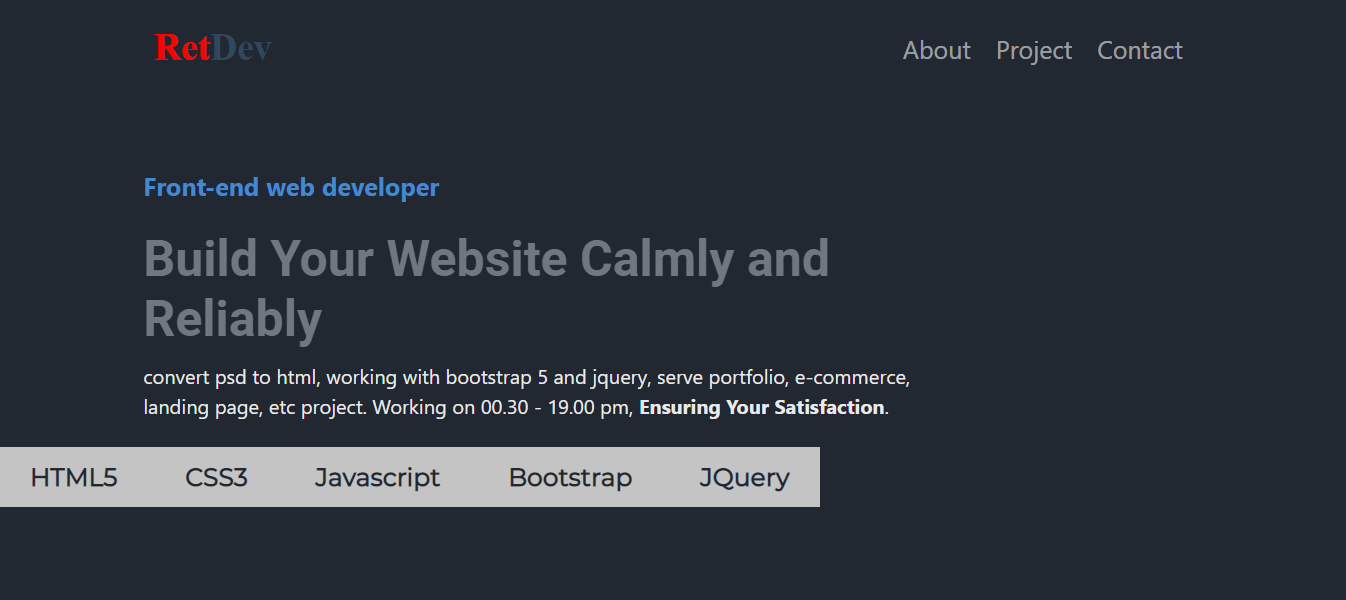 RetDev About Project Contact
Front-end web developer
Build Your Website Calmly and
Reliably
convert psd to html, working with bootstrap 5 and jquery, serve portfolio, e-commerce,
landing page, etc project. Working on 00.30 - 19.00 pm, Ensuring Your Satisfaction.
HTML5 CSS3 Javascript Bootstrap JQuery